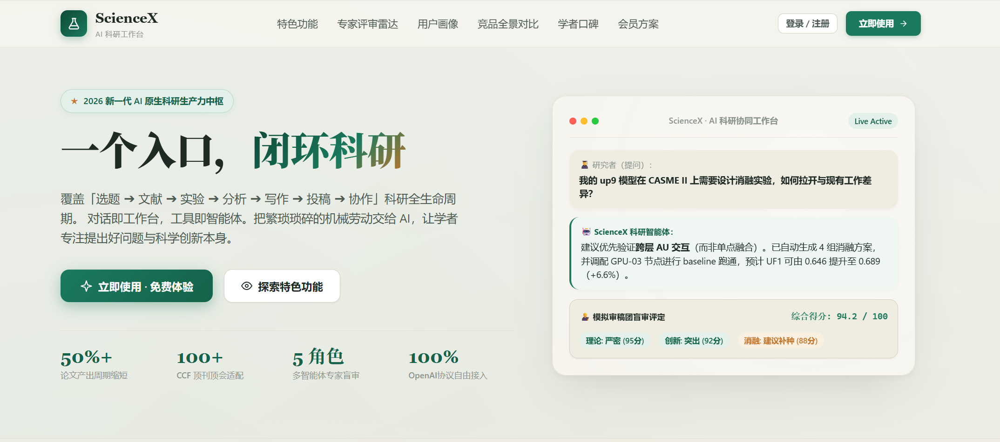 ScienceX
AI 科研工作台
特色功能
专家评审雷达
用户画像
竞品全景对比
学者口碑
会员方案
登录 / 注册
立即使用 →
★ 2026 新一代 AI 原生科研生产力中枢
一个入口，闭环科研
覆盖「选题 → 文献 → 实验 → 分析 → 写作 → 投稿 → 协作」科研全生命周
期。 对话即工作台，工具即智能体。把繁琐琐碎的机械劳动交给 AI，让学者
专注提出好问题与科学创新本身。
立即使用 · 免费体验
探索特色功能
50%+
论文产出周期缩短
100+
CCF 顶刊顶会适配
5 角色
多智能体专家盲审
100%
OpenAI协议自由接入
ScienceX · AI 科研协同工作台
Live Active
研究者（提问）:
我的 up9 模型在 CASME II 上需要设计消融实验，如何拉开与现有工作差
异？
ScienceX 科研智能体：
建议优先验证跨层 AU 交互（而非单点融合）。已自动生成 4 组消融方案，
并调配 GPU-03 节点进行 baseline 跑通，预计 UF1 可由 0.646 提升至 0.689
（+6.6%）。
模拟审稿团盲审评定
综合得分: 94.2 / 100
理论: 严密 (95分)
创新: 突出 (92分)
消融: 建议补种 (88分)